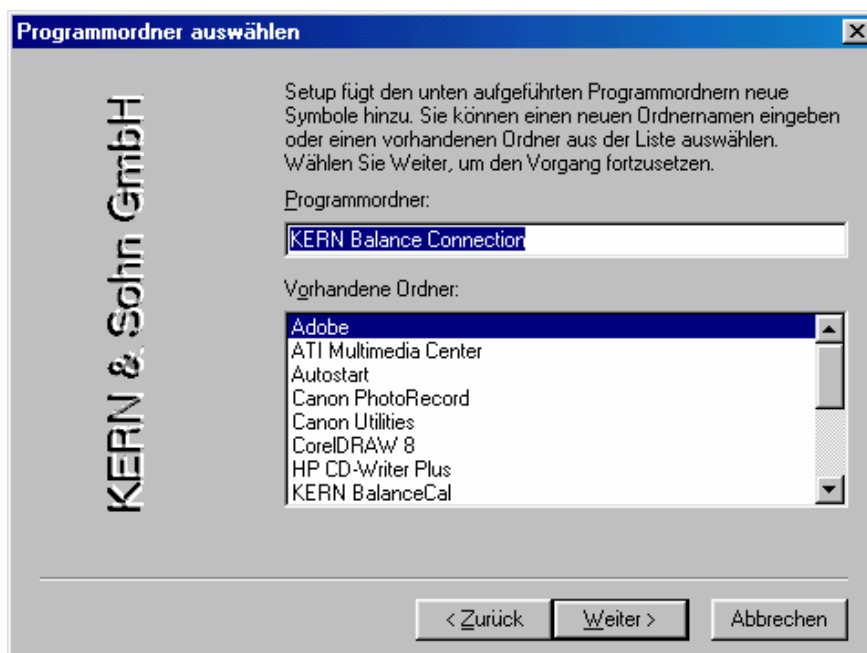 Programmordner auswählen
KERN & Sohn GmbH
Setup fügt den unten aufgeführten Programmordnern neue
Symbole hinzu. Sie können einen neuen Ordnernamen eingeben
oder einen vorhandenen Ordner aus der Liste auswählen.
Wählen Sie Weiter, um den Vorgang fortzusetzen.
Programmordner:
KERN Balance Connection
Vorhandene Ordner:
Adobe
ATI Multimedia Center
Autostart
Canon PhotoRecord
Canon Utilities
CorelDRAW 8
HP CD-Writer Plus
KERN BalanceCal
< Zurück
Weiter >
Abbrechen